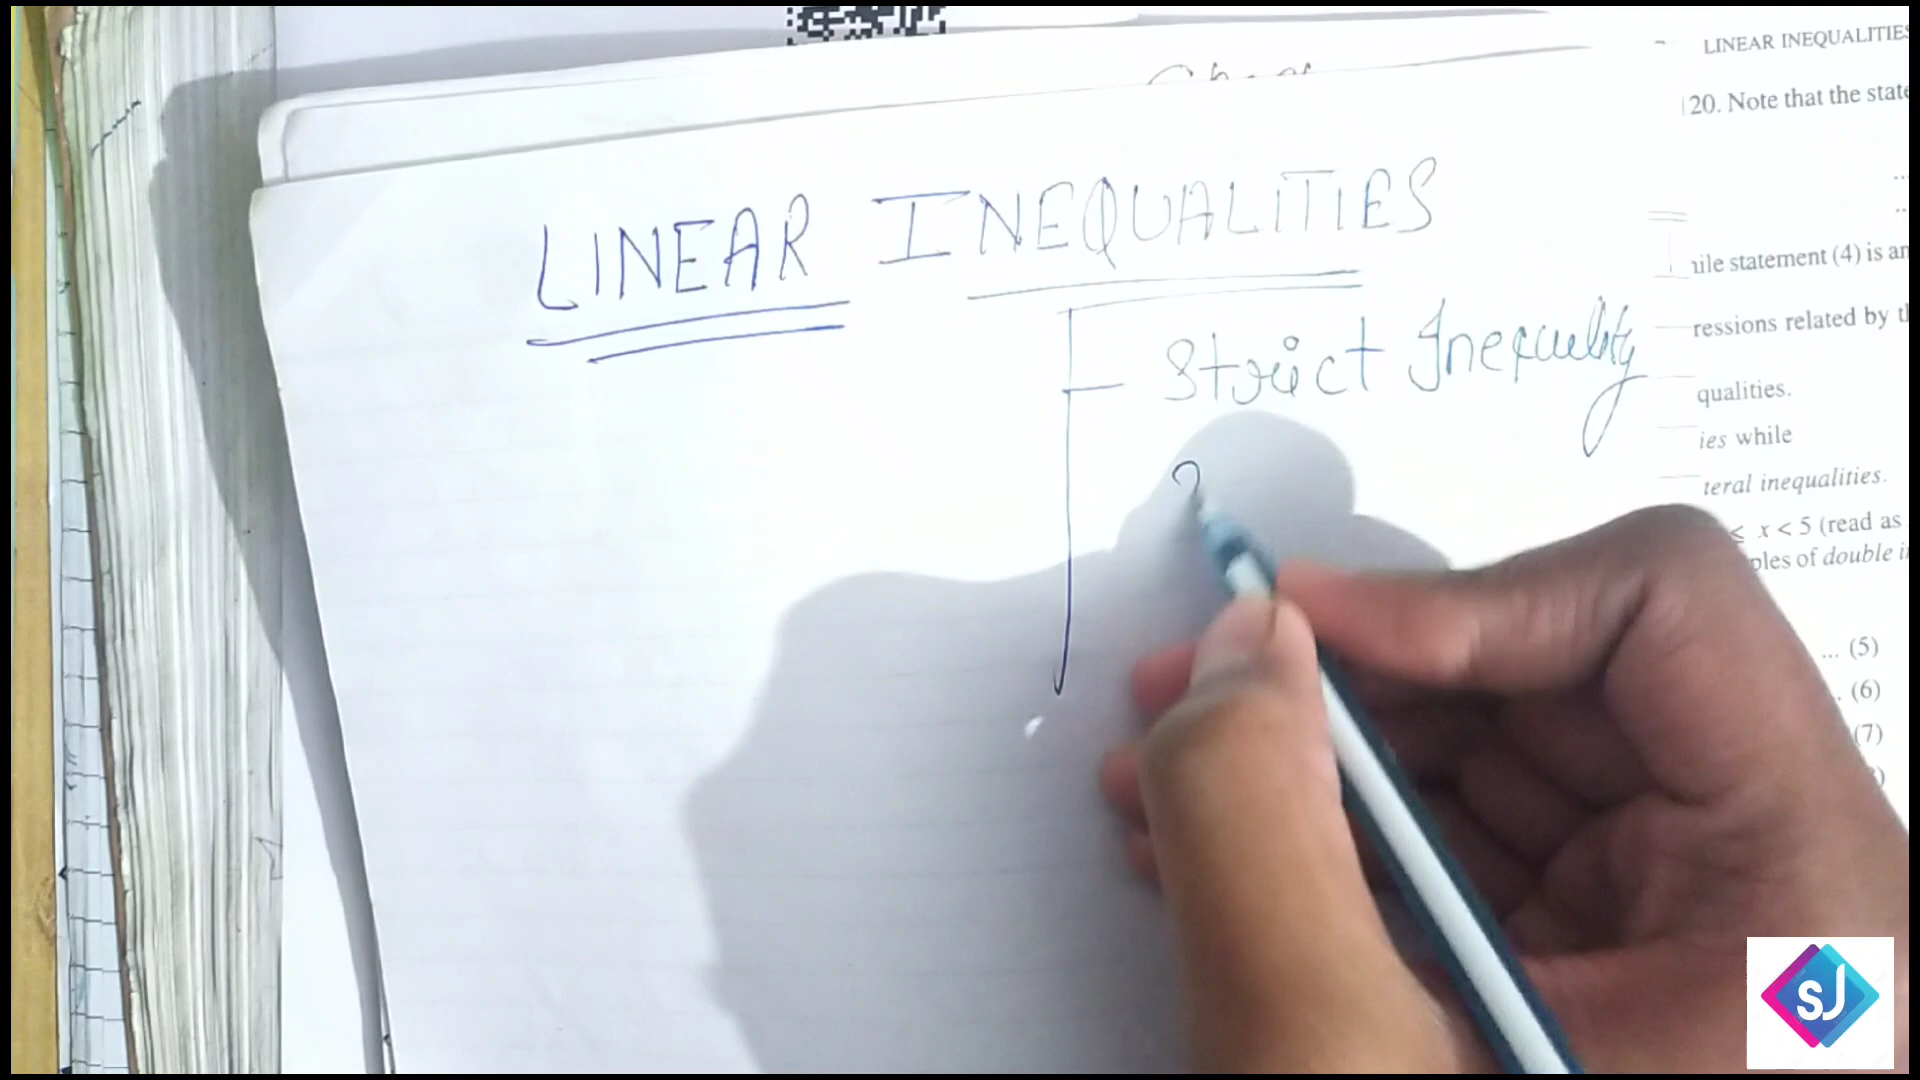 LINEAR INEQUALITIES
20. Note that the state
LINEAR INEQUALITIES
...
..
Strict Inequality
ile statement (4) is an
ressions related by t
qualities.
ies while
teral inequalities.
≤ x < 5 (read as
ples of double i
... (5)
. (6)
(7)
)
SJ